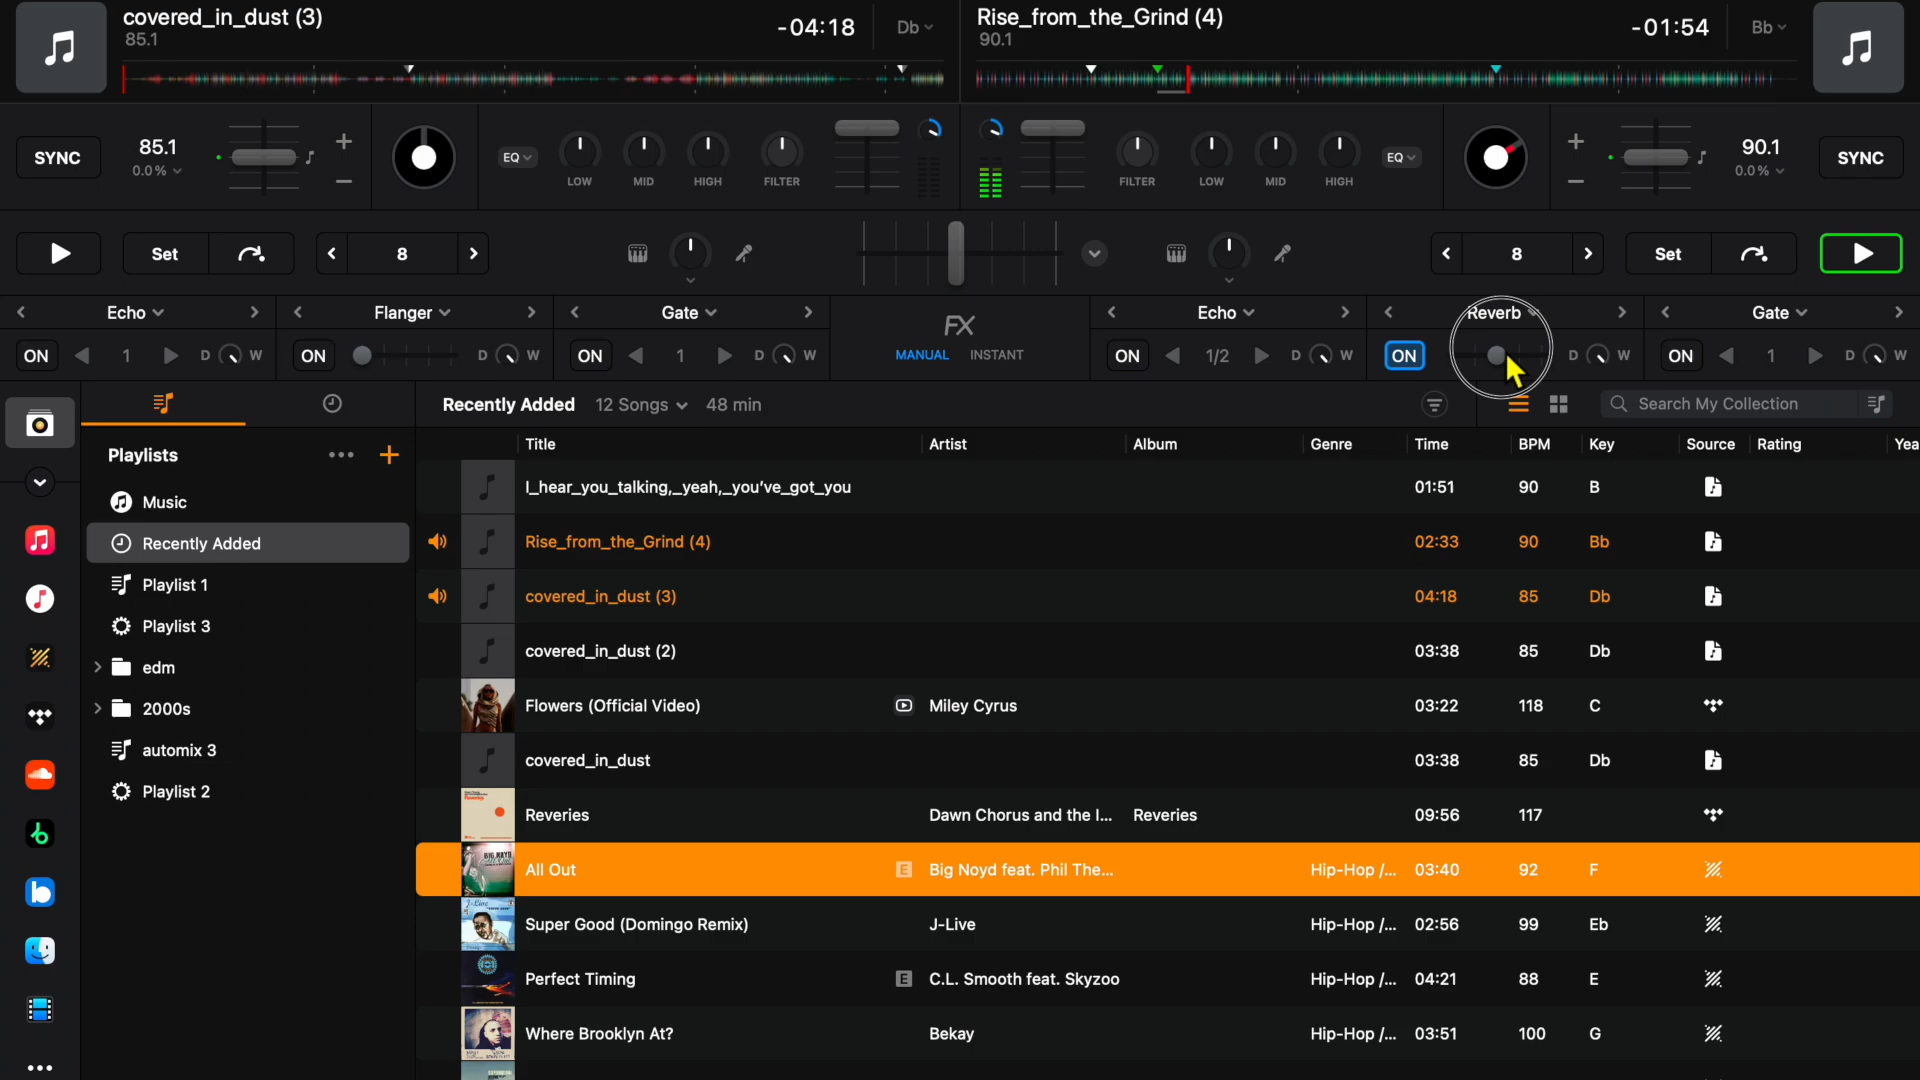 covered_in_dust (3)
85.1
-04:18
Db
Rise_from_the_Grind (4)
90.1
-01:54
Bb
SYNC
85.1
0.0%
EQ
LOW
MID
HIGH
FILTER
FILTER
LOW
MID
HIGH
EQ
90.1
0.0%
SYNC
Set
8
8
Set
Echo
Flanger
Gate
FX
Echo
Reverb
Gate
ON 1 D W
ON D W
ON 1 D W
MANUAL INSTANT
ON 1/2 D W
ON D W
ON 1 D W
Recently Added 12 Songs 48 min
Search My Collection
Playlists
Music
Recently Added
Playlist 1
Playlist 3
edm
2000s
automix 3
Playlist 2
Title Artist Album Genre Time BPM Key Source Rating Yea
I_hear_you_talking,_yeah,_you've_got_you 01:51 90 B
Rise_from_the_Grind (4) 02:33 90 Bb
covered_in_dust (3) 04:18 85 Db
covered_in_dust (2) 03:38 85 Db
Flowers (Official Video) Miley Cyrus 03:22 118 C
covered_in_dust 03:38 85 Db
Reveries Dawn Chorus and the I... Reveries 09:56 117
All Out E Big Noyd feat. Phil The... Hip-Hop /... 03:40 92 F
Super Good (Domingo Remix) J-Live Hip-Hop /... 02:56 99 Eb
Perfect Timing E C.L. Smooth feat. Skyzoo Hip-Hop /... 04:21 88 E
Where Brooklyn At? Bekay Hip-Hop /... 03:51 100 G